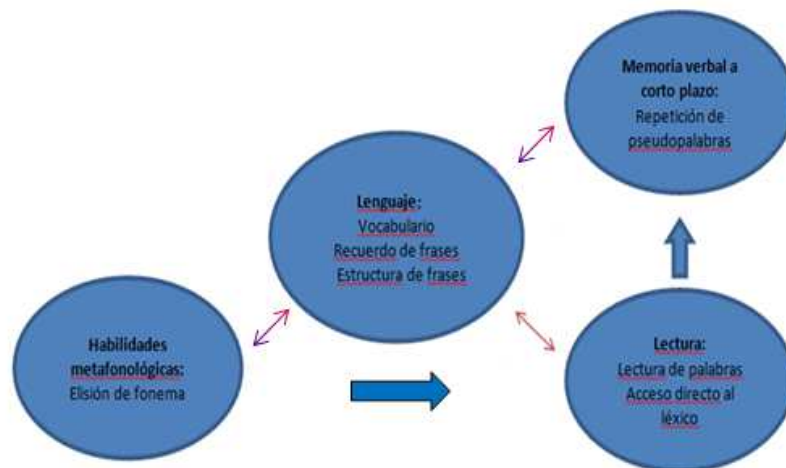 Memoria verbal a
corto plazo:
Repetición de
pseudopalabras
Lenguaje:
Vocabulario
Recuerdo de frases
Estructura de frases
Habilidades
metafonológicas:
Elisión de fonema
Lectura:
Lectura de palabras
Acceso directo al
léxico